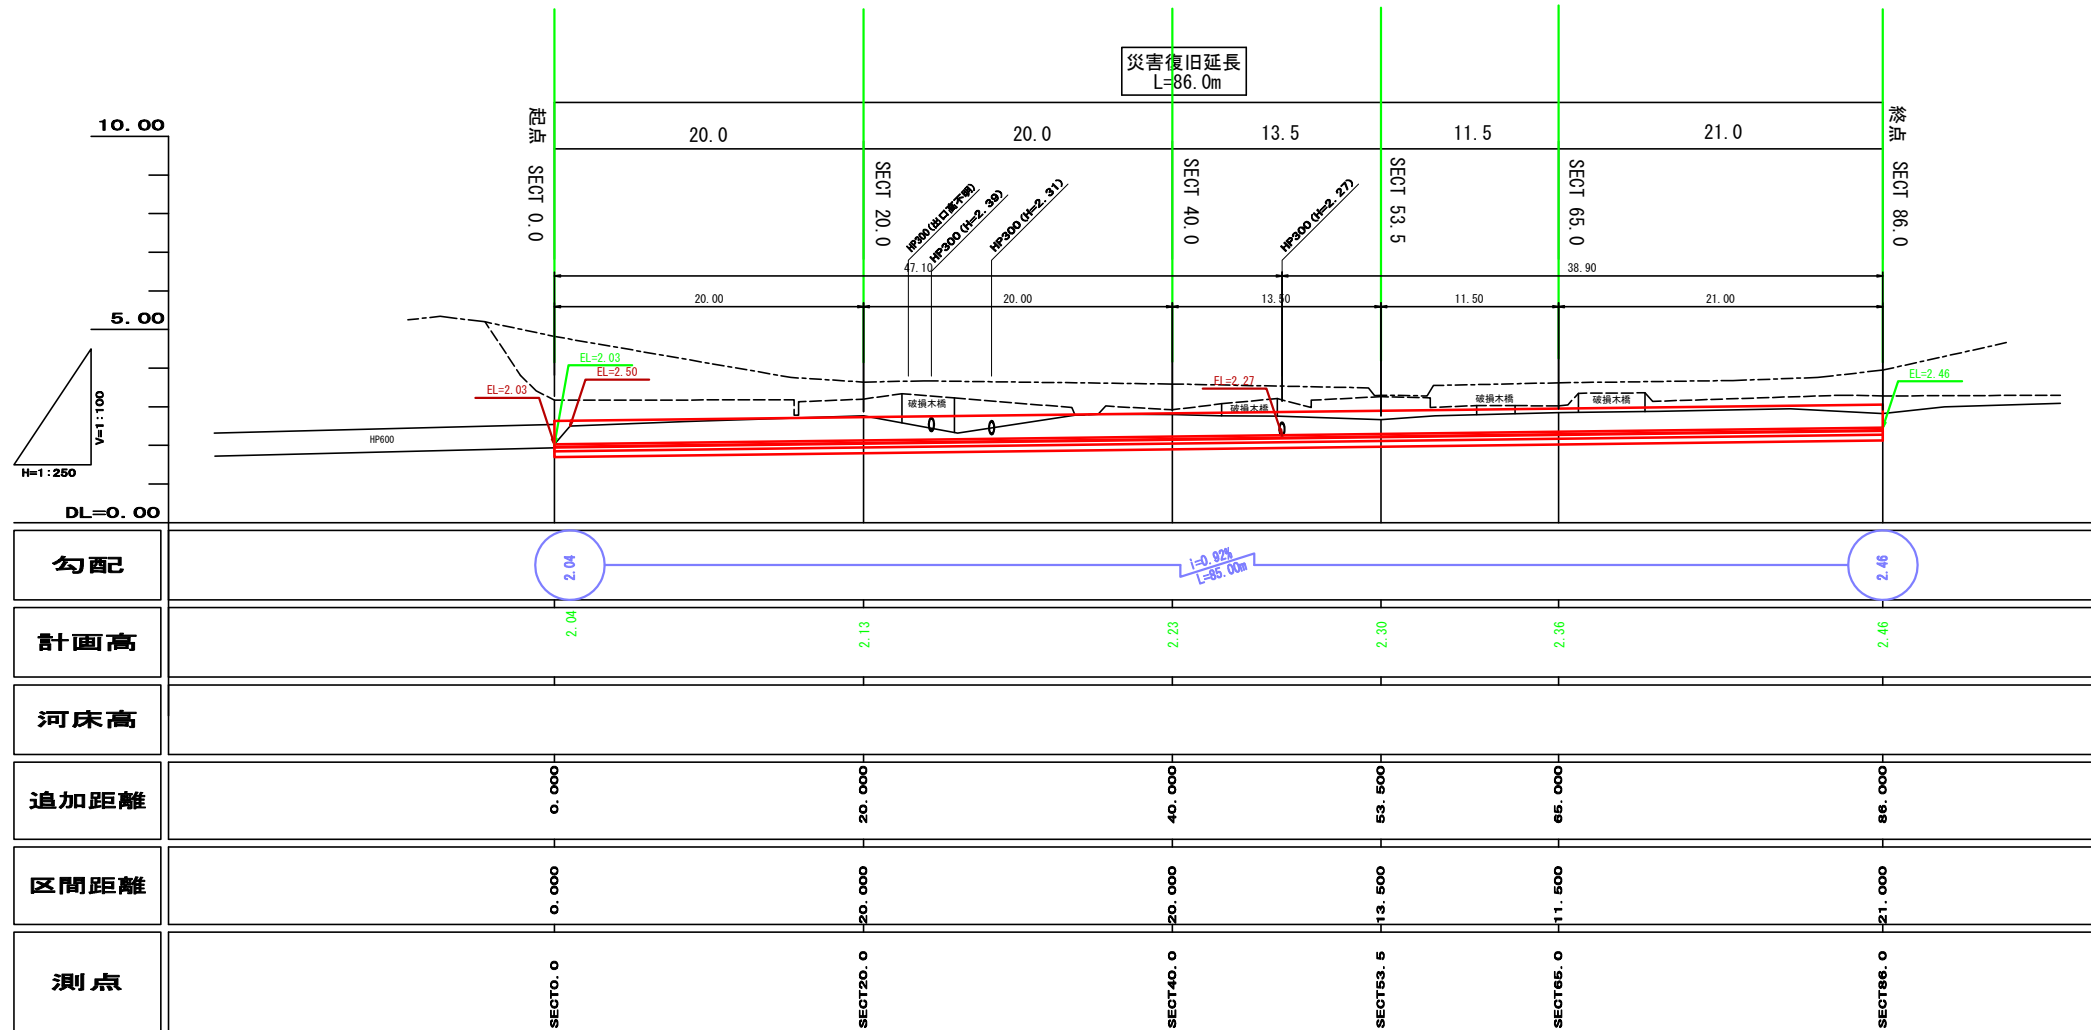 災害復旧延長
L=86.0m
起点 SECT 0.0
終点 SECT 86.0
20.0
20.0
13.5
11.5
21.0
SECT 20.0
SECT 40.0
SECT 53.5
SECT 65.0
HP300(出口高不明)
HP300(H=2.39)
HP300(H=2.31)
HP300(H=2.27)
47.10
38.90
20.00
20.00
13.50
11.50
21.00
10.00
5.00
DL=0.00
V=1:100
H=1:250
HP600
EL=2.03
EL=2.03
EL=2.50
EL=2.27
EL=2.46
破損木橋
破損木橋
破損木橋
破損木橋
勾配
2.04
i=0.92%
L=85.00m
2.46
計画高
2.04
2.13
2.23
2.30
2.36
2.46
河床高
追加距離
0.000
20.000
40.000
53.500
65.000
86.000
区間距離
0.000
20.000
20.000
13.500
11.500
21.000
測点
SECT0.0
SECT20.0
SECT40.0
SECT53.5
SECT65.0
SECT86.0